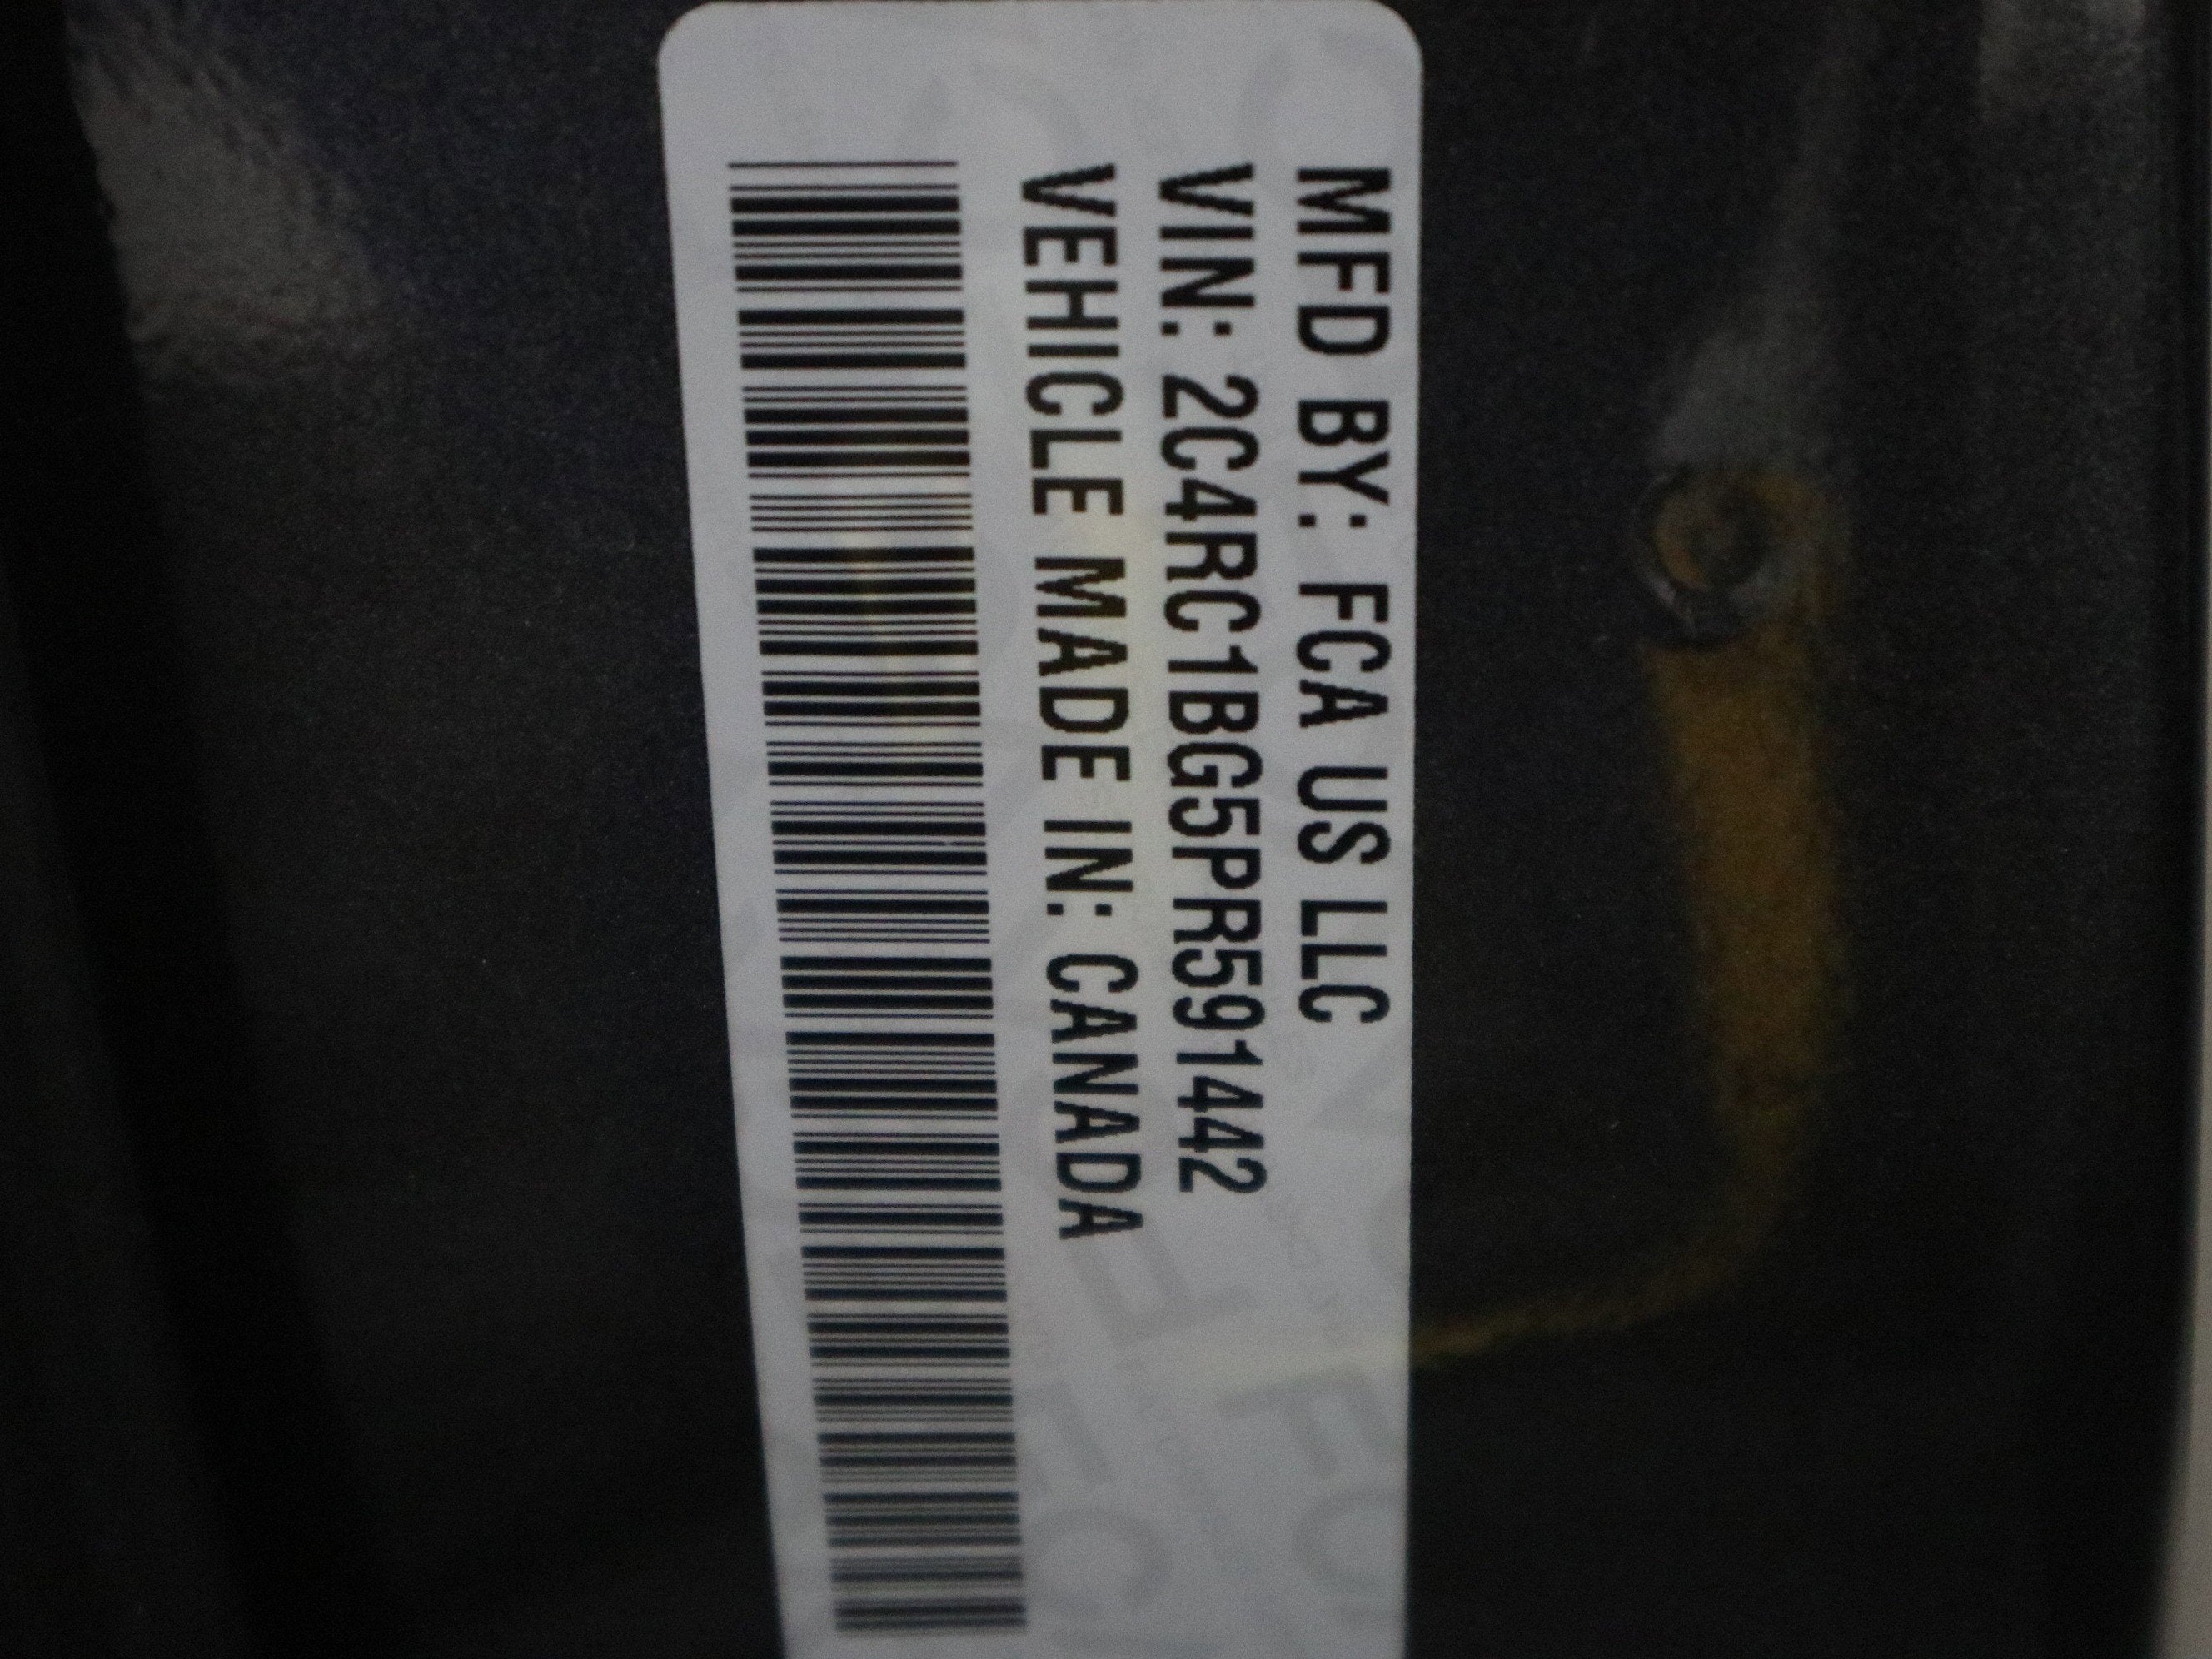 MFD BY: FCA US LLC
VIN: 2C4RC1BG5PR591442
VEHICLE MADE IN: CANADA